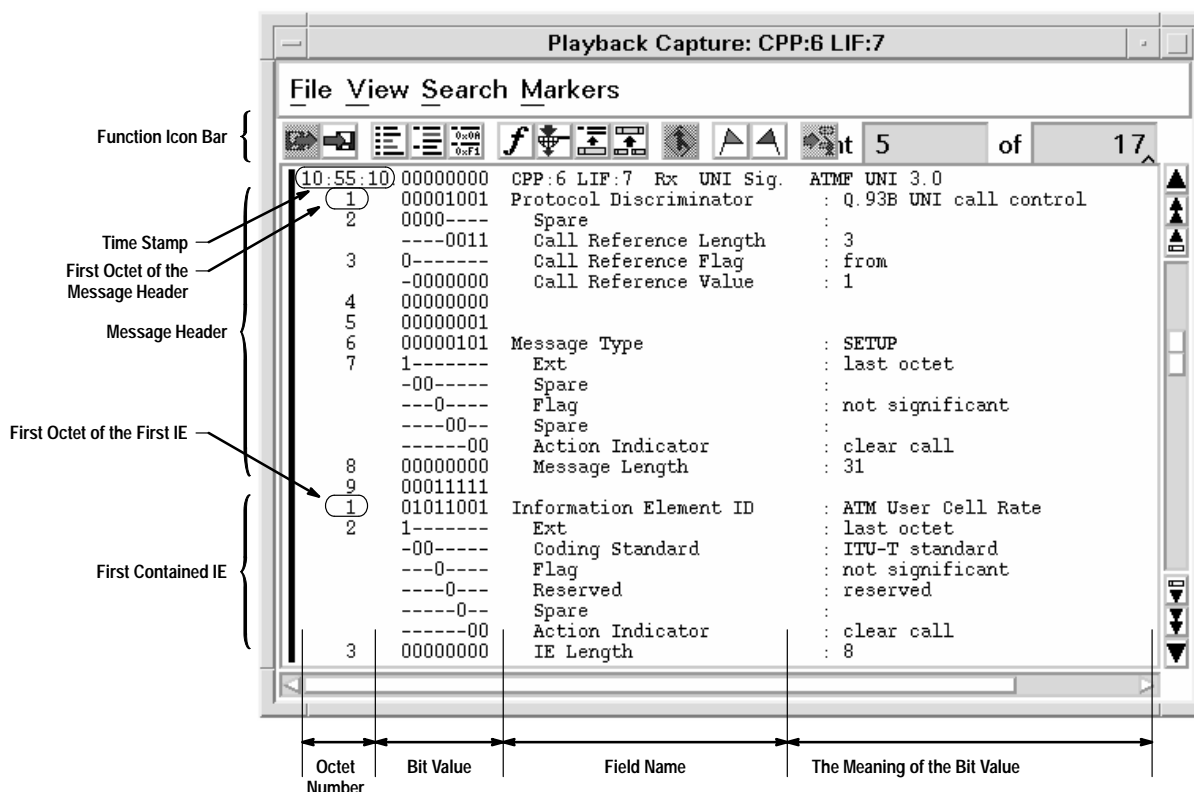 Playback Capture: CPP:6 LIF:7
File View Search Markers
Function Icon Bar
0x0A
0xF1
f
nt 5 of 17
10:55:10 00000000 CPP:6 LIF:7 Rx UNI Sig. ATMF UNI 3.0
1 00001001 Protocol Discriminator : Q.93B UNI call control
2 0000---- Spare :
----0011 Call Reference Length : 3
3 0------- Call Reference Flag : from
-0000000 Call Reference Value : 1
4 00000000
5 00000001
6 00000101 Message Type : SETUP
7 1------- Ext : last octet
-00----- Spare :
---0---- Flag : not significant
----00-- Spare :
------00 Action Indicator : clear call
8 00000000 Message Length : 31
9 00011111
1 01011001 Information Element ID : ATM User Cell Rate
2 1------- Ext : last octet
-00----- Coding Standard : ITU-T standard
---0---- Flag : not significant
----0--- Reserved : reserved
-----0-- Spare :
------00 Action Indicator : clear call
3 00000000 IE Length : 8
Time Stamp
First Octet of the
Message Header
Message Header
First Octet of the First IE
First Contained IE
Octet
Number
Bit Value
Field Name
The Meaning of the Bit Value